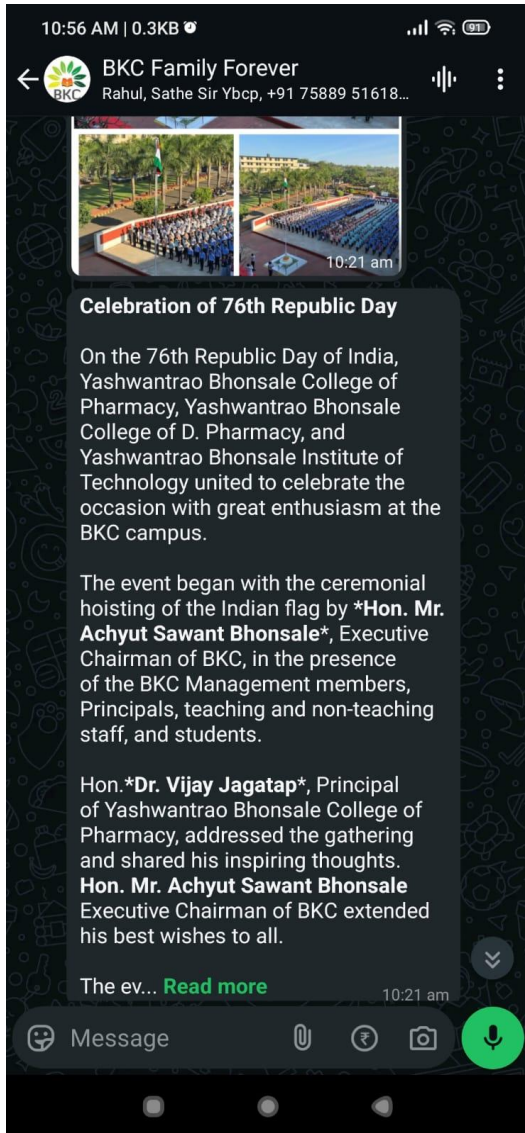 10:56 AM | 0.3KB
91
BKC Family Forever
BKC
Rahul, Sathe Sir Ybcp, +91 75889 51618...
10:21 am
Celebration of 76th Republic Day
On the 76th Republic Day of India,
Yashwantrao Bhonsale College of
Pharmacy, Yashwantrao Bhonsale
College of D. Pharmacy, and
Yashwantrao Bhonsale Institute of
Technology united to celebrate the
occasion with great enthusiasm at the
BKC campus.
The event began with the ceremonial
hoisting of the Indian flag by *Hon. Mr.
Achyut Sawant Bhonsale*, Executive
Chairman of BKC, in the presence
of the BKC Management members,
Principals, teaching and non-teaching
staff, and students.
Hon.*Dr. Vijay Jagatap*, Principal
of Yashwantrao Bhonsale College of
Pharmacy, addressed the gathering
and shared his inspiring thoughts.
Hon. Mr. Achyut Sawant Bhonsale
Executive Chairman of BKC extended
his best wishes to all.
The ev... Read more
10:21 am
Message
₹